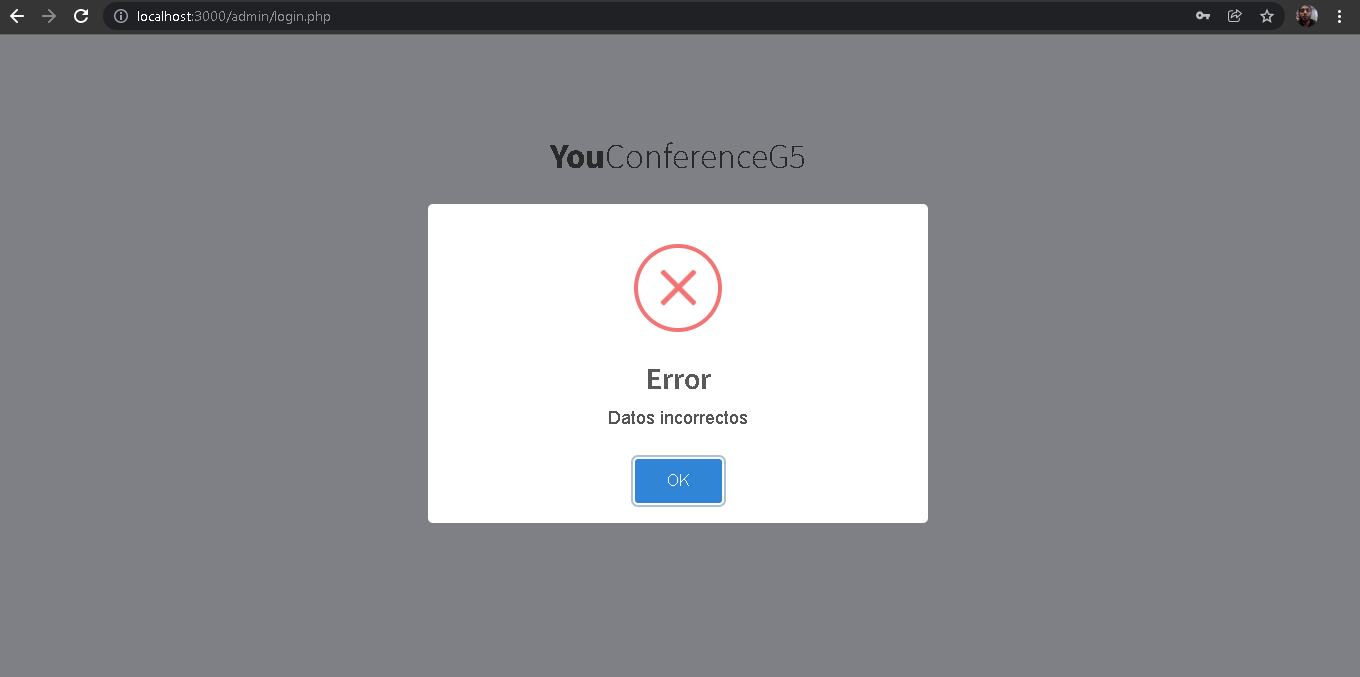 localhost:3000/admin/login.php
YouConferenceG5
Error
Datos incorrectos
OK